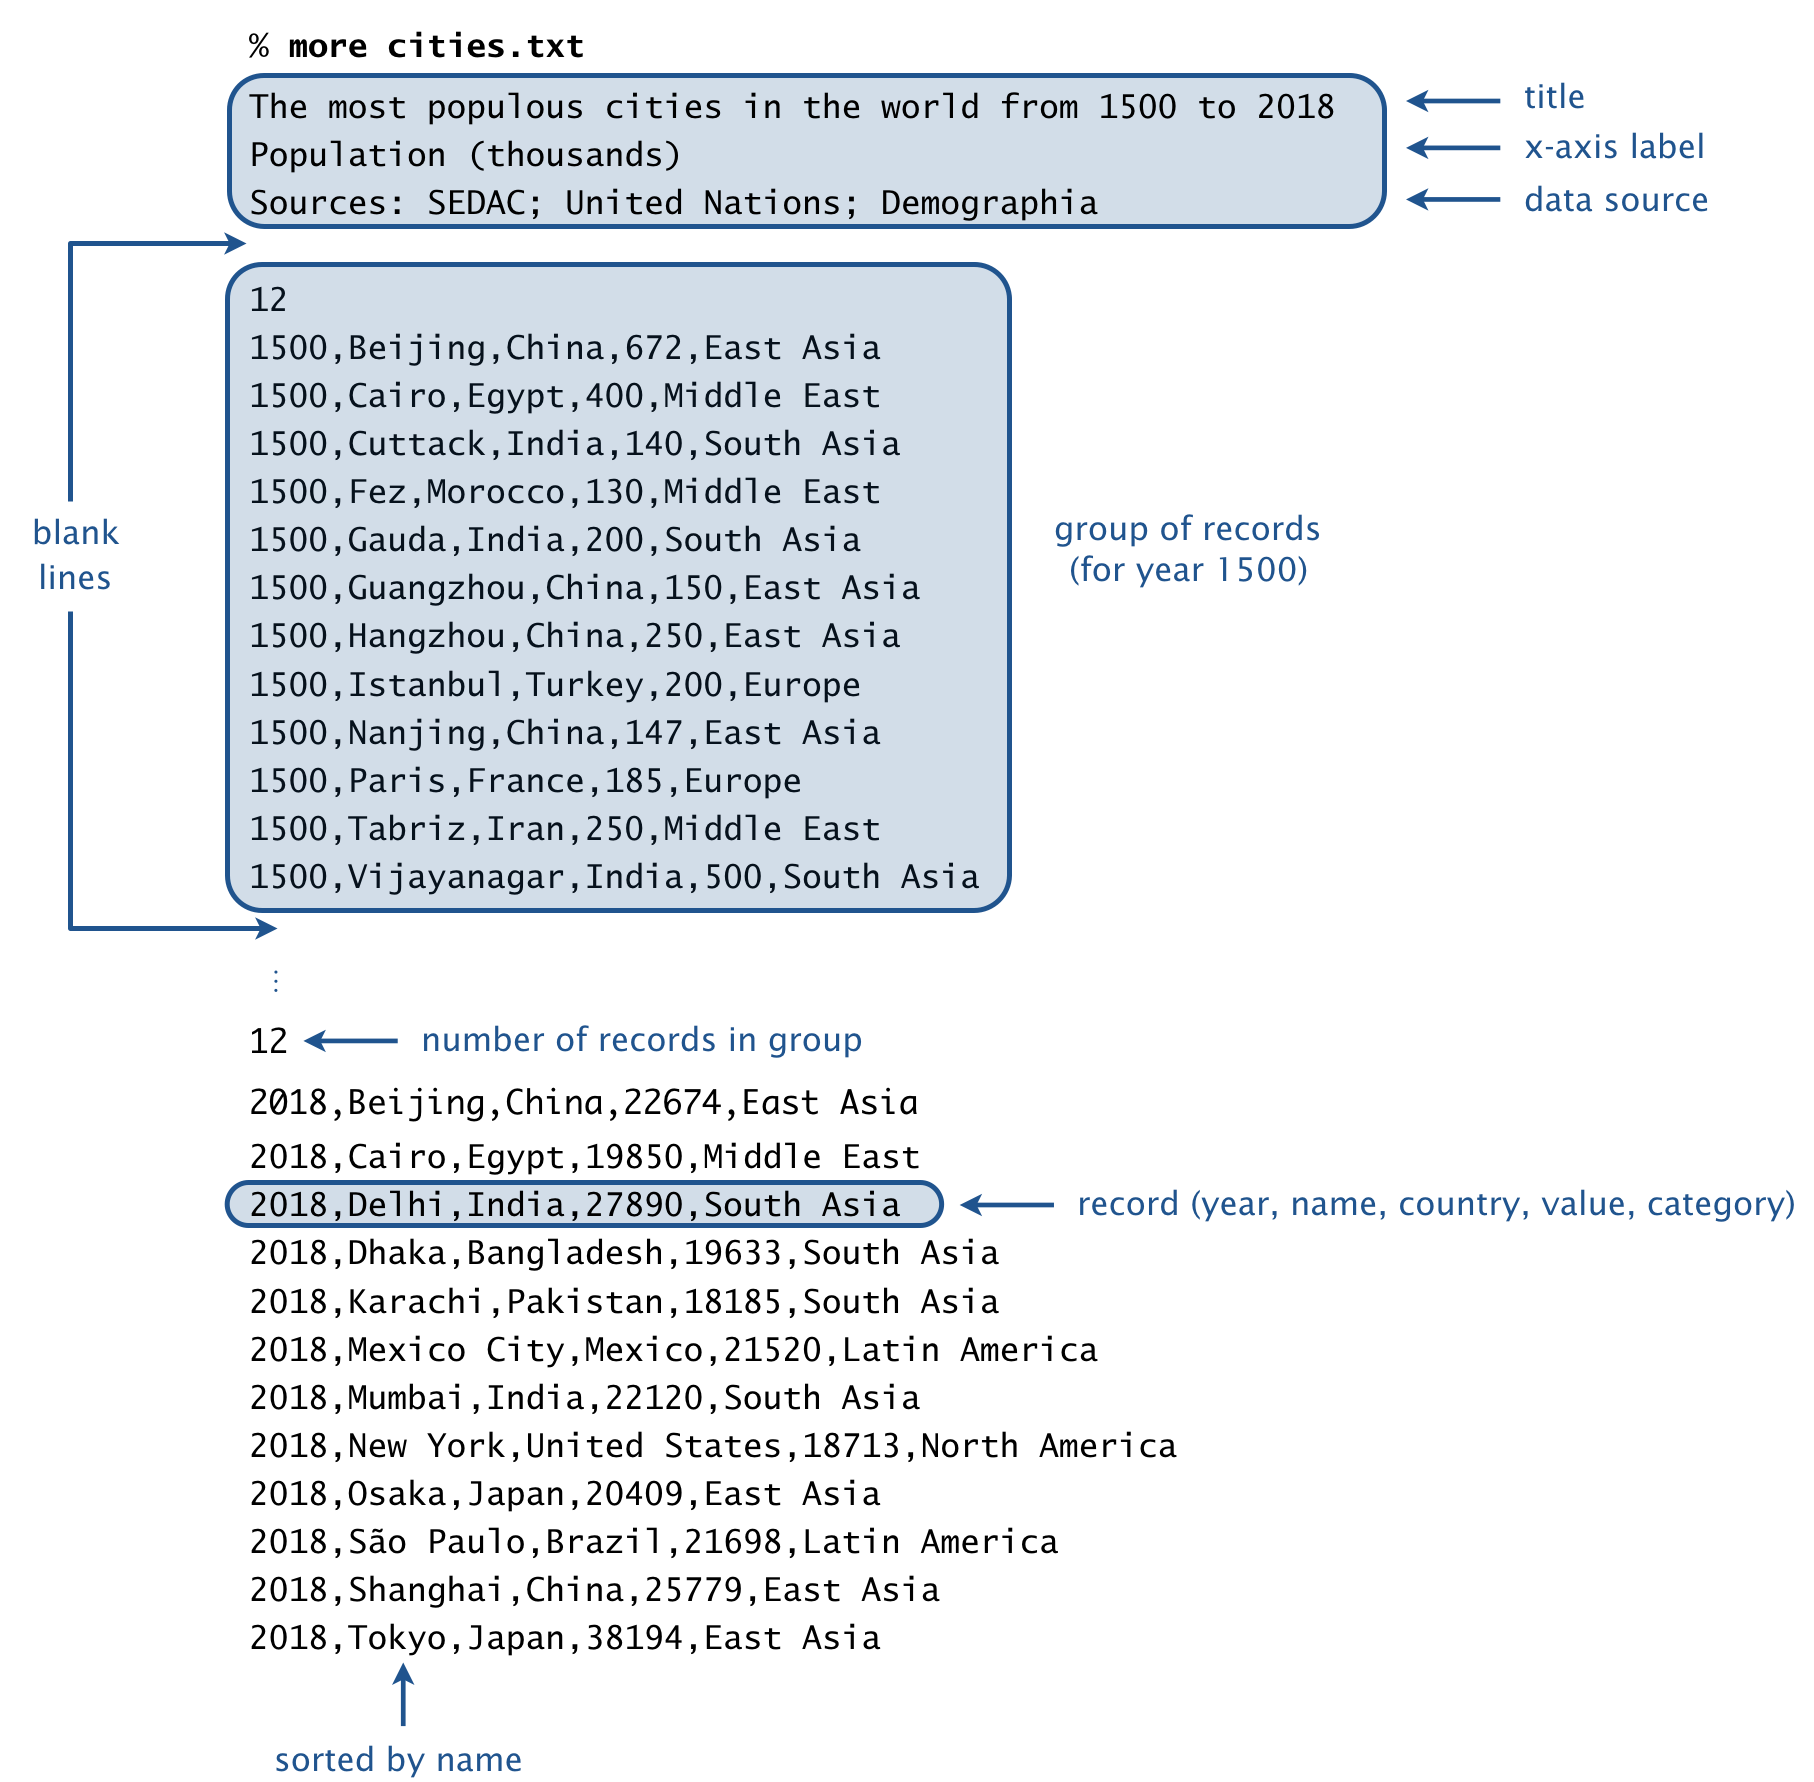 % more cities.txt
The most populous cities in the world from 1500 to 2018
title
Population (thousands)
x-axis label
Sources: SEDAC; United Nations; Demographia
data source
12
1500,Beijing,China,672,East Asia
1500,Cairo,Egypt,400,Middle East
1500,Cuttack,India,140,South Asia
1500,Fez,Morocco,130,Middle East
1500,Gauda,India,200,South Asia
1500,Guangzhou,China,150,East Asia
1500,Hangzhou,China,250,East Asia
1500,Istanbul,Turkey,200,Europe
1500,Nanjing,China,147,East Asia
1500,Paris,France,185,Europe
1500,Tabriz,Iran,250,Middle East
1500,Vijayanagar,India,500,South Asia
blank
lines
group of records
(for year 1500)
⋮
12
number of records in group
2018,Beijing,China,22674,East Asia
2018,Cairo,Egypt,19850,Middle East
2018,Delhi,India,27890,South Asia
record (year, name, country, value, category)
2018,Dhaka,Bangladesh,19633,South Asia
2018,Karachi,Pakistan,18185,South Asia
2018,Mexico City,Mexico,21520,Latin America
2018,Mumbai,India,22120,South Asia
2018,New York,United States,18713,North America
2018,Osaka,Japan,20409,East Asia
2018,São Paulo,Brazil,21698,Latin America
2018,Shanghai,China,25779,East Asia
2018,Tokyo,Japan,38194,East Asia
sorted by name